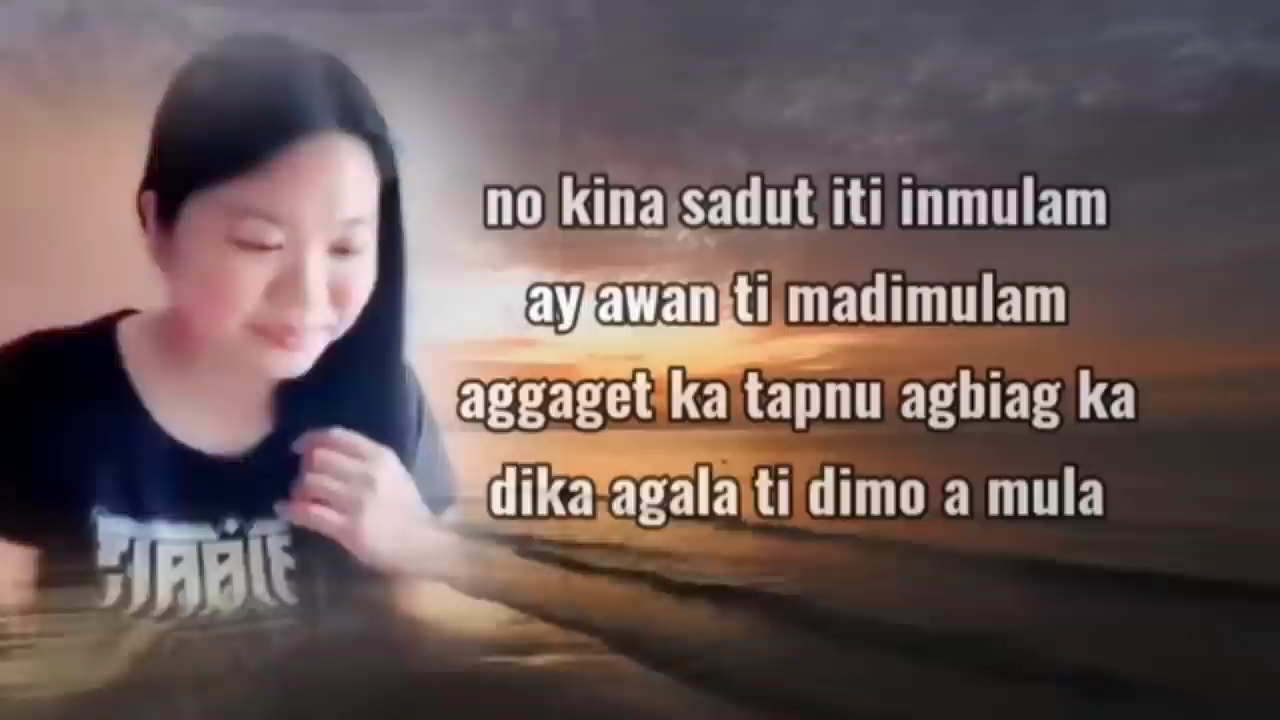 no kina sadut iti inmulam
ay awan ti madimulam
aggaget ka tapnu agbiag ka
dika agala ti dimo a mula